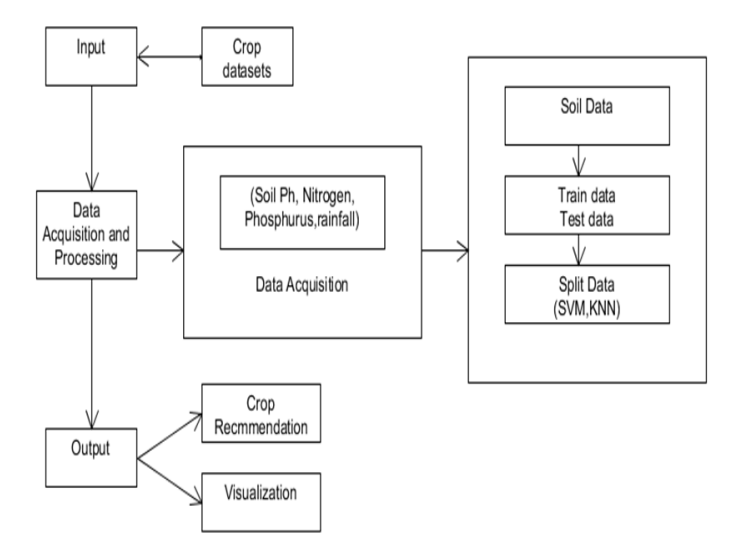 Input
Crop
datasets
Soil Data
(Soil Ph, Nitrogen,
Phosphurus,rainfall)
Data Acquisition
Train data
Test data
Data
Acquisition and
Processing
Split Data
(SVM,KNN)
Crop
Recmmendation
Output
Visualization